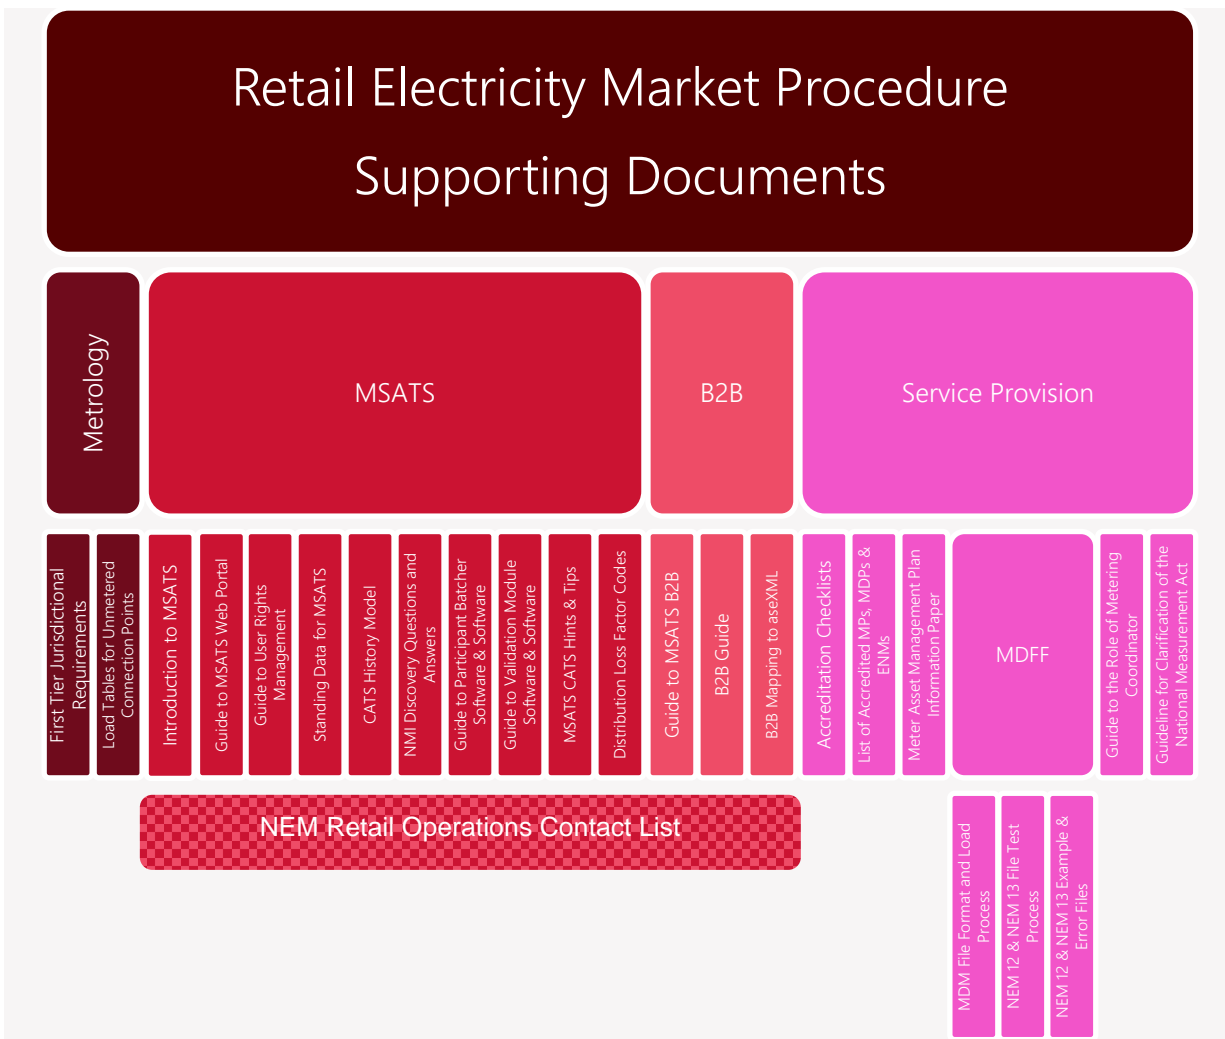 Retail Electricity Market Procedure
Supporting Documents
Metrology
MSATS
B2B
Service Provision
First Tier Jurisdictional
Requirements
Load Tables for Unmetered
Connection Points
Introduction to MSATS
Guide to MSATS Web Portal
Guide to User Rights
Management
Standing Data for MSATS
CATS History Model
NMI Discovery Questions and
Answers
Guide to Participant Batcher
Software & Software
Guide to Validation Module
Software & Software
MSATS CATS Hints & Tips
Distribution Loss Factor Codes
Guide to MSATS B2B
B2B Guide
B2B Mapping to aseXML
Accreditation Checklists
List of Accredited MPs, MDPs &
ENMs
Meter Asset Management Plan
Information Paper
MDFF
Guide to the Role of Metering
Coordinator
Guideline for Clarification of the
National Measurement Act
NEM Retail Operations Contact List
MDM File Format and Load
Process
NEM 12 & NEM 13 File Test
Process
NEM 12 & NEM 13 Example &
Error Files